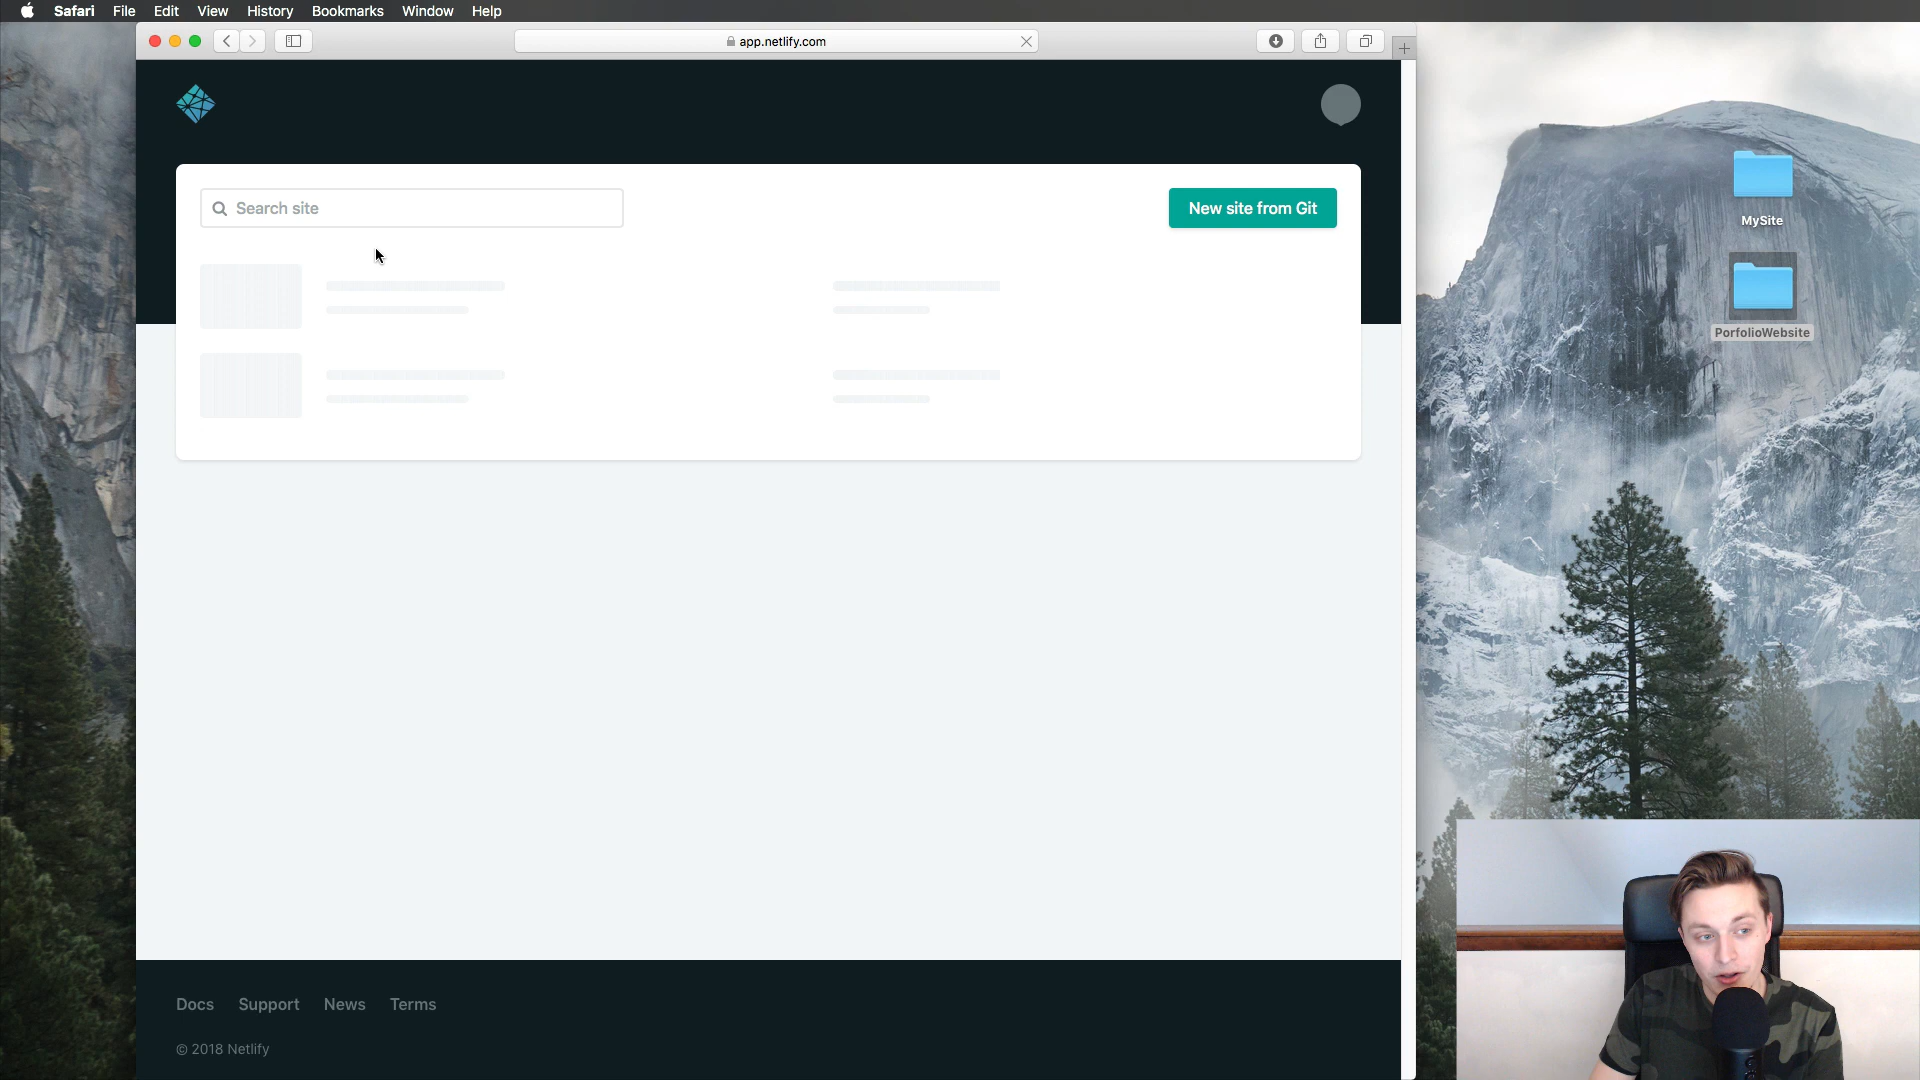 Safari File Edit View History Bookmarks Window Help
app.netlify.com
Search site
New site from Git
MySite
PorfolioWebsite
Docs Support News Terms
© 2018 Netlify